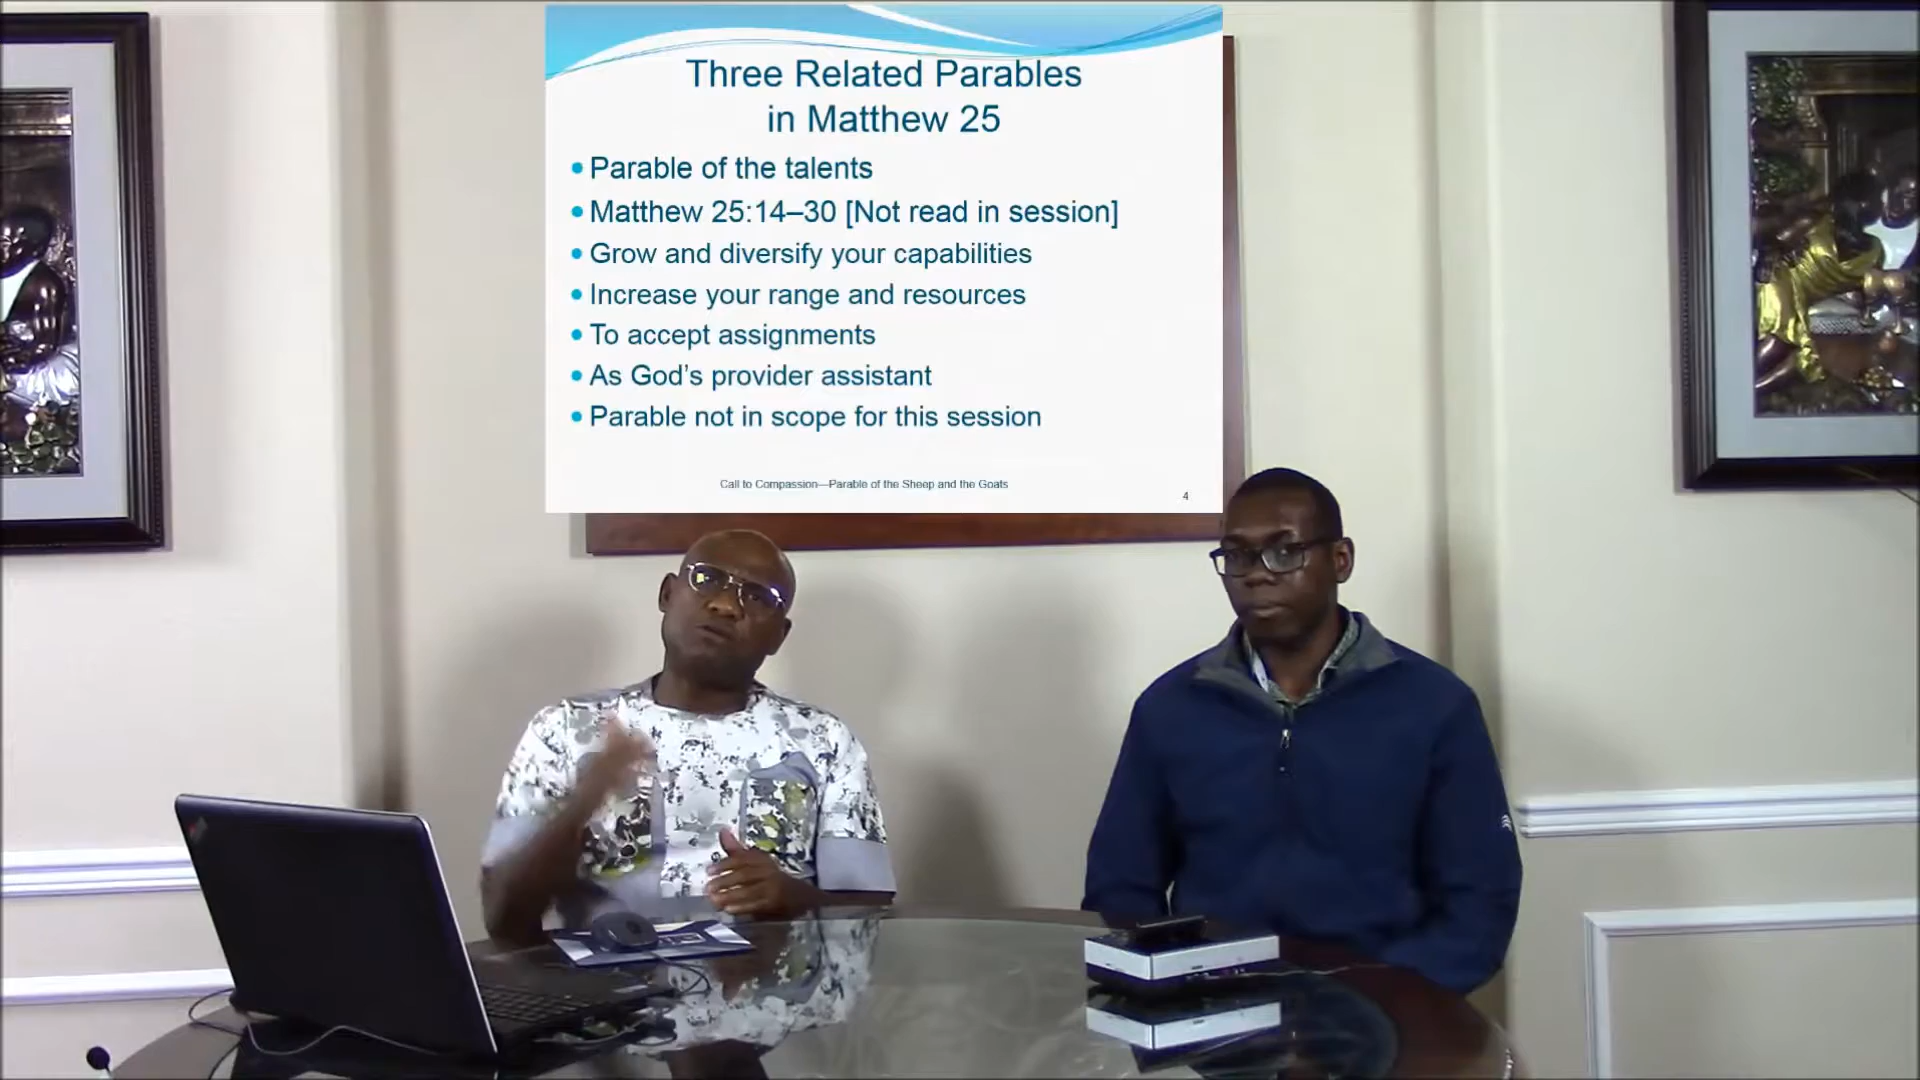 Three Related Parables
in Matthew 25
• Parable of the talents
• Matthew 25:14–30 [Not read in session]
• Grow and diversify your capabilities
• Increase your range and resources
• To accept assignments
• As God’s provider assistant
• Parable not in scope for this session
Call to Compassion—Parable of the Sheep and the Goats
4